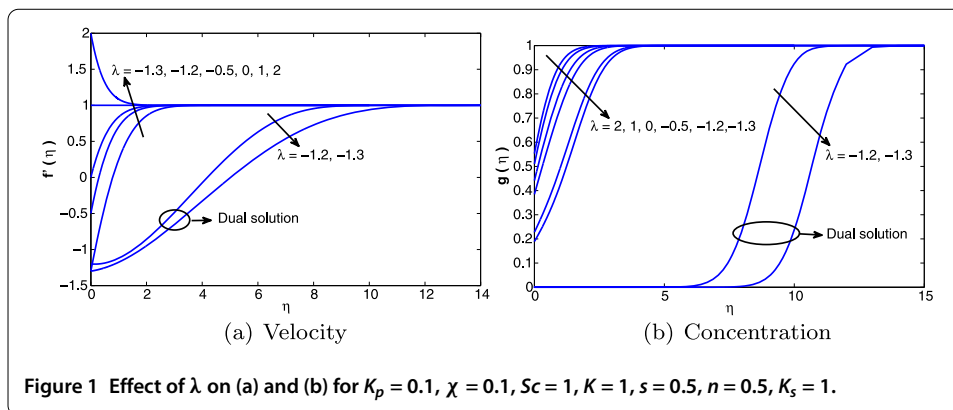 2
1.5
1
0.5
0
−0.5
−1
−1.5
f'(η)
λ = −1.3, −1.2, −0.5, 0, 1, 2
λ = −1.2, −1.3
Dual solution
0 2 4 6 8 10 12 14
η
(a) Velocity
1
0.9
0.8
0.7
0.6
0.5
0.4
0.3
0.2
0.1
0
g(η)
λ = 2, 1, 0, −0.5, −1.2,−1.3
λ = −1.2, −1.3
Dual solution
0 5 10 15
η
(b) Concentration
Figure 1 Effect of λ on (a) and (b) for Kp = 0.1, χ = 0.1, Sc = 1, K = 1, s = 0.5, n = 0.5, Ks = 1.